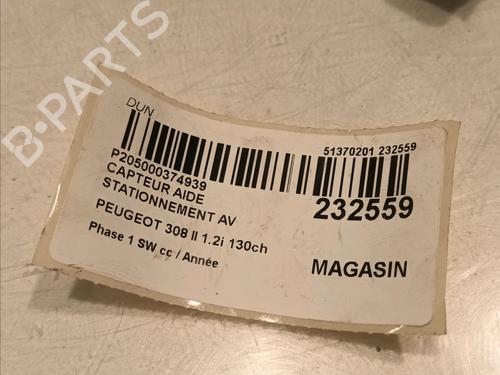 B-PARTS
DUN
51370201 232559
P205000374939
CAPTEUR AIDE
STATIONNEMENT AV
232559
PEUGEOT 308 II 1.2i 130ch
Phase 1 SW cc / Année
MAGASIN